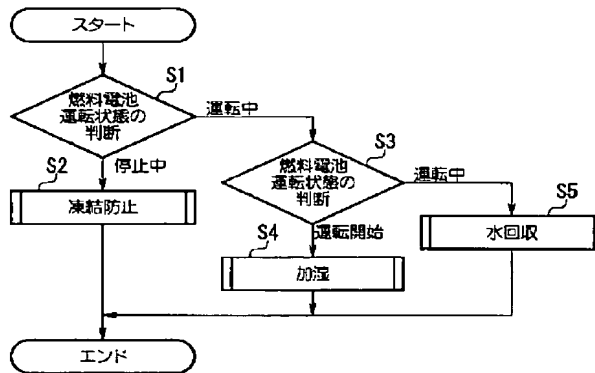 スタート
S1
燃料電池
運転状態の
判断
運転中
停止中
S2
凍結防止
S3
燃料電池
運転状態の
判断
運転中
運転開始
S4
加湿
S5
水回収
エンド